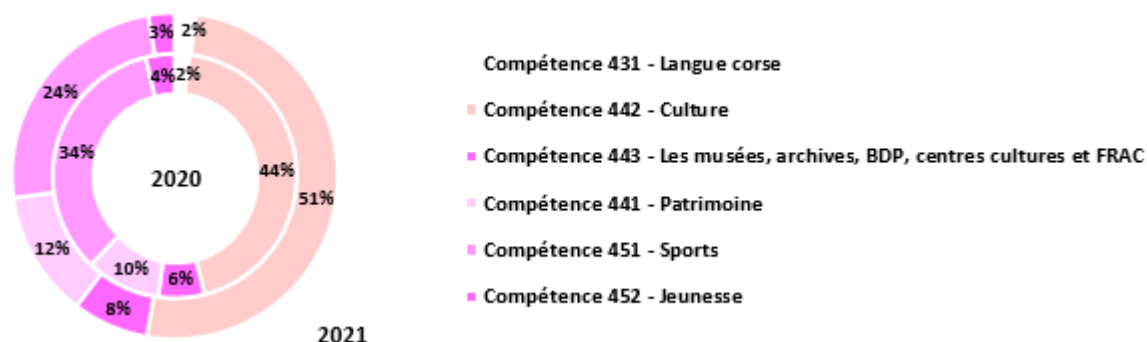 3%
2%
4%
2%
24%
34%
44%
2020
51%
12%
10%
6%
8%
2021
Compétence 431 - Langue corse
Compétence 442 - Culture
Compétence 443 - Les musées, archives, BDP, centres cultures et FRAC
Compétence 441 - Patrimoine
Compétence 451 - Sports
Compétence 452 - Jeunesse